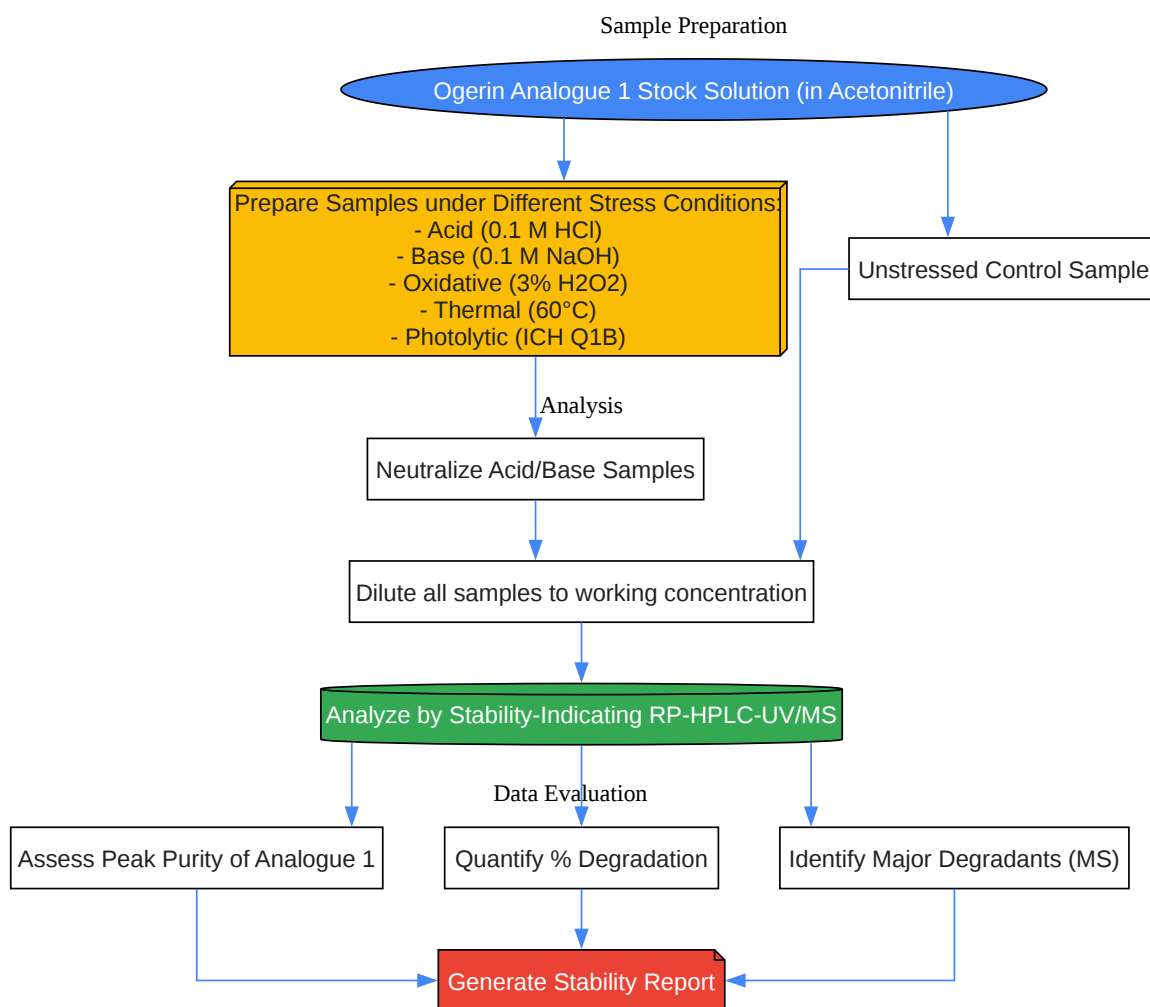 Sample Preparation
Ogerin Analogue 1 Stock Solution (in Acetonitrile)
Prepare Samples under Different Stress Conditions:
- Acid (0.1 M HCl)
- Base (0.1 M NaOH)
- Oxidative (3% H2O2)
- Thermal (60°C)
- Photolytic (ICH Q1B)
Unstressed Control Sample
Analysis
Neutralize Acid/Base Samples
Dilute all samples to working concentration
Analyze by Stability-Indicating RP-HPLC-UV/MS
Data Evaluation
Assess Peak Purity of Analogue 1
Quantify % Degradation
Identify Major Degradants (MS)
Generate Stability Report